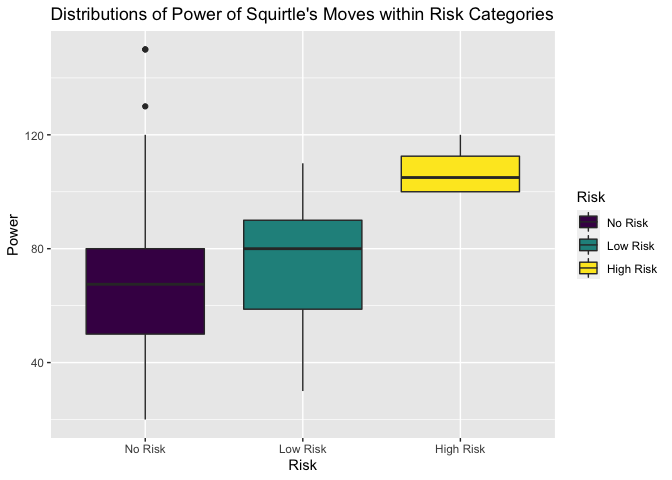 Distributions of Power of Squirtle's Moves within Risk Categories
Power
120
80
40
No Risk
Low Risk
High Risk
Risk
Risk
No Risk
Low Risk
High Risk